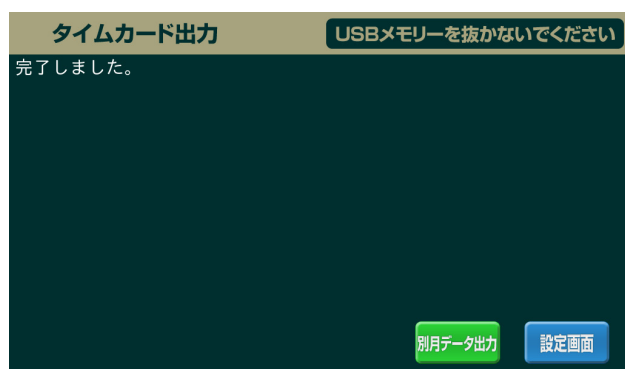 タイムカード出力
USBメモリーを抜かないでください
完了しました。
別月データ出力
設定画面